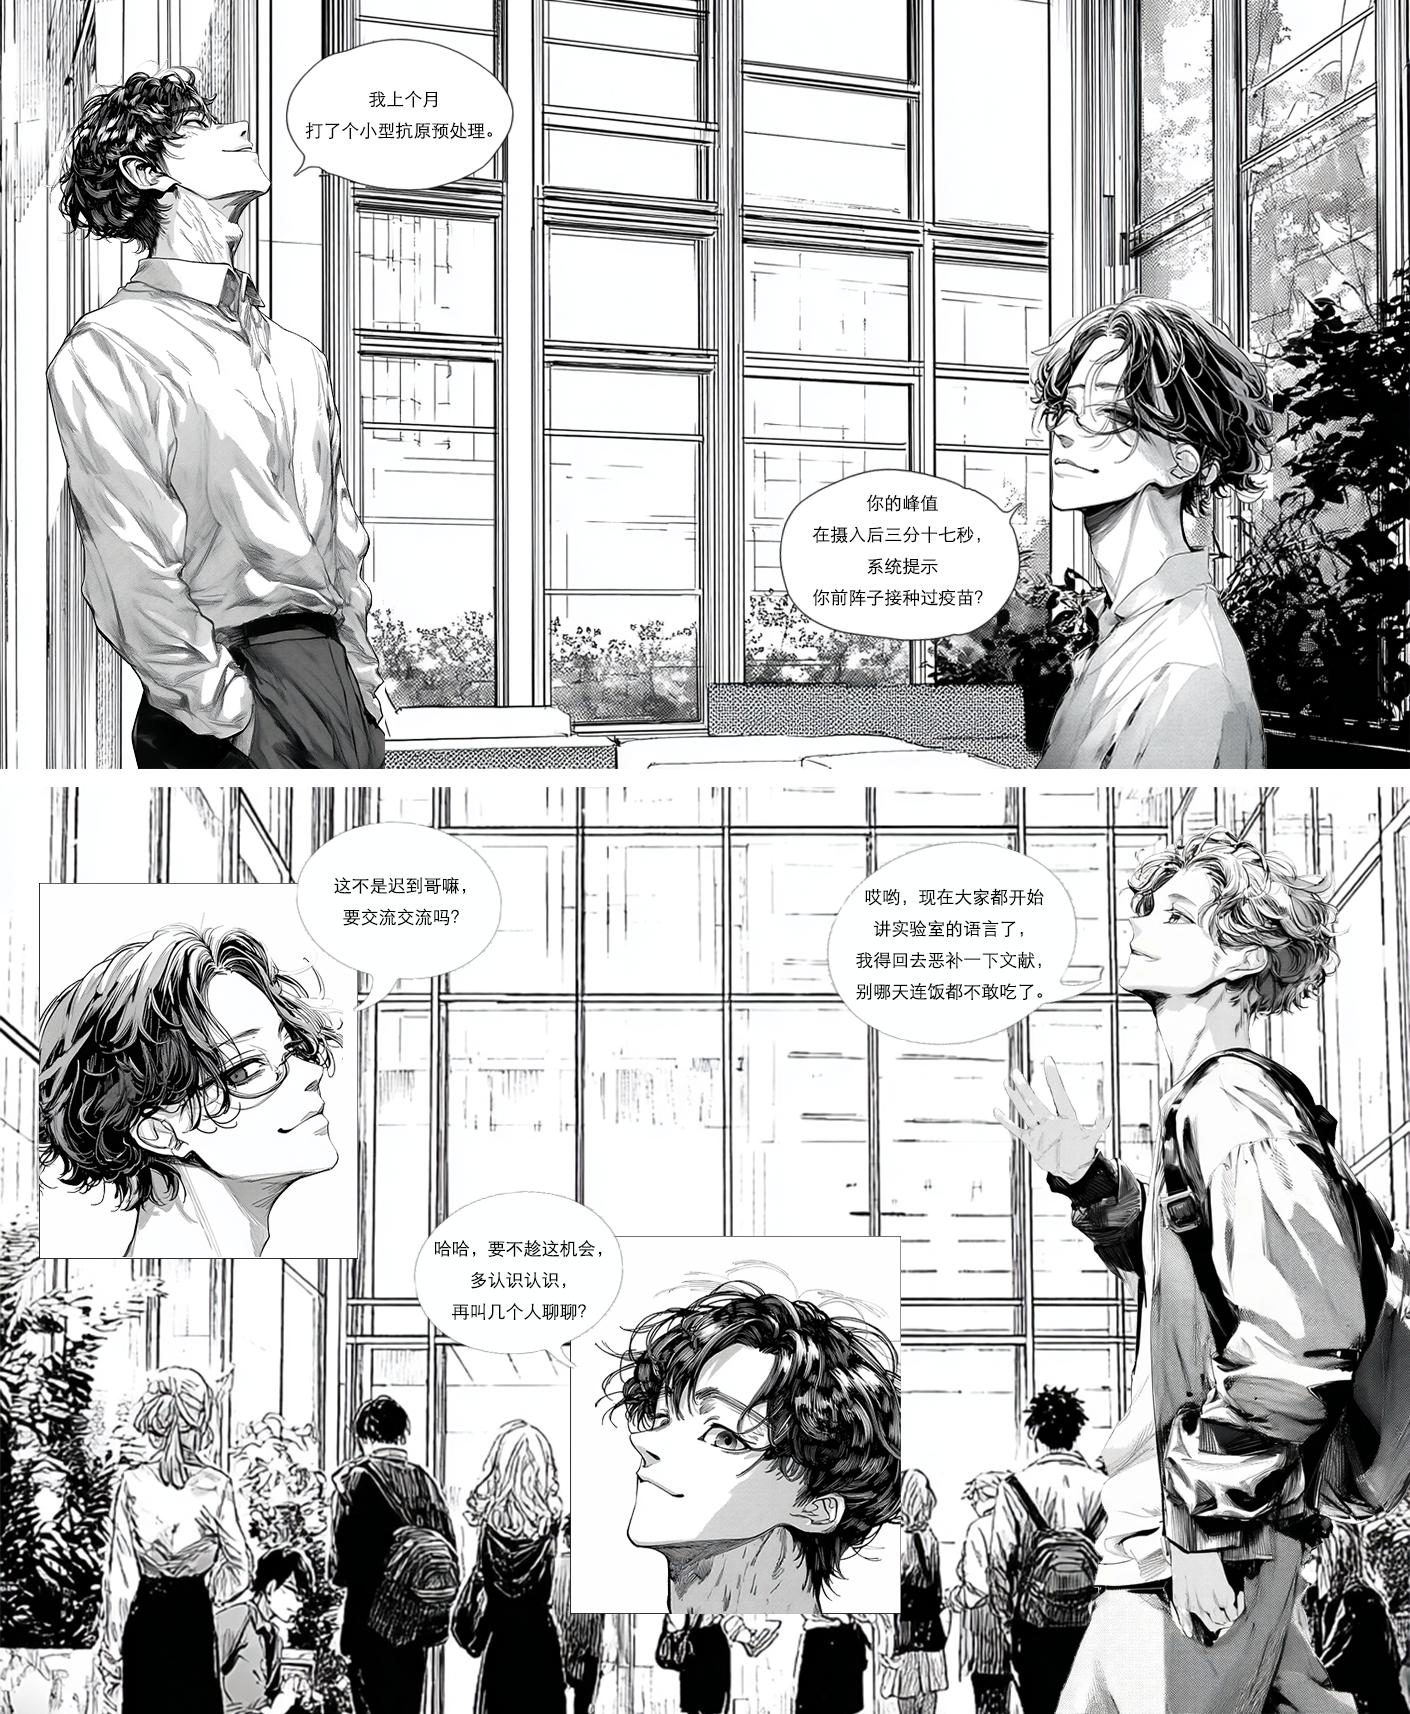 我上个月
打了个小型抗原预处理。
你的峰值
在摄入后三分十七秒，
系统提示
你前阵子接种过疫苗？
这不是迟到哥嘛，
要交流交流吗？
哎哟，现在大家都开始
讲实验室的语言了，
我得回去恶补一下文献，
别哪天连饭都不敢吃了。
哈哈，要不趁这机会，
多认识认识，
再叫几个人聊聊？